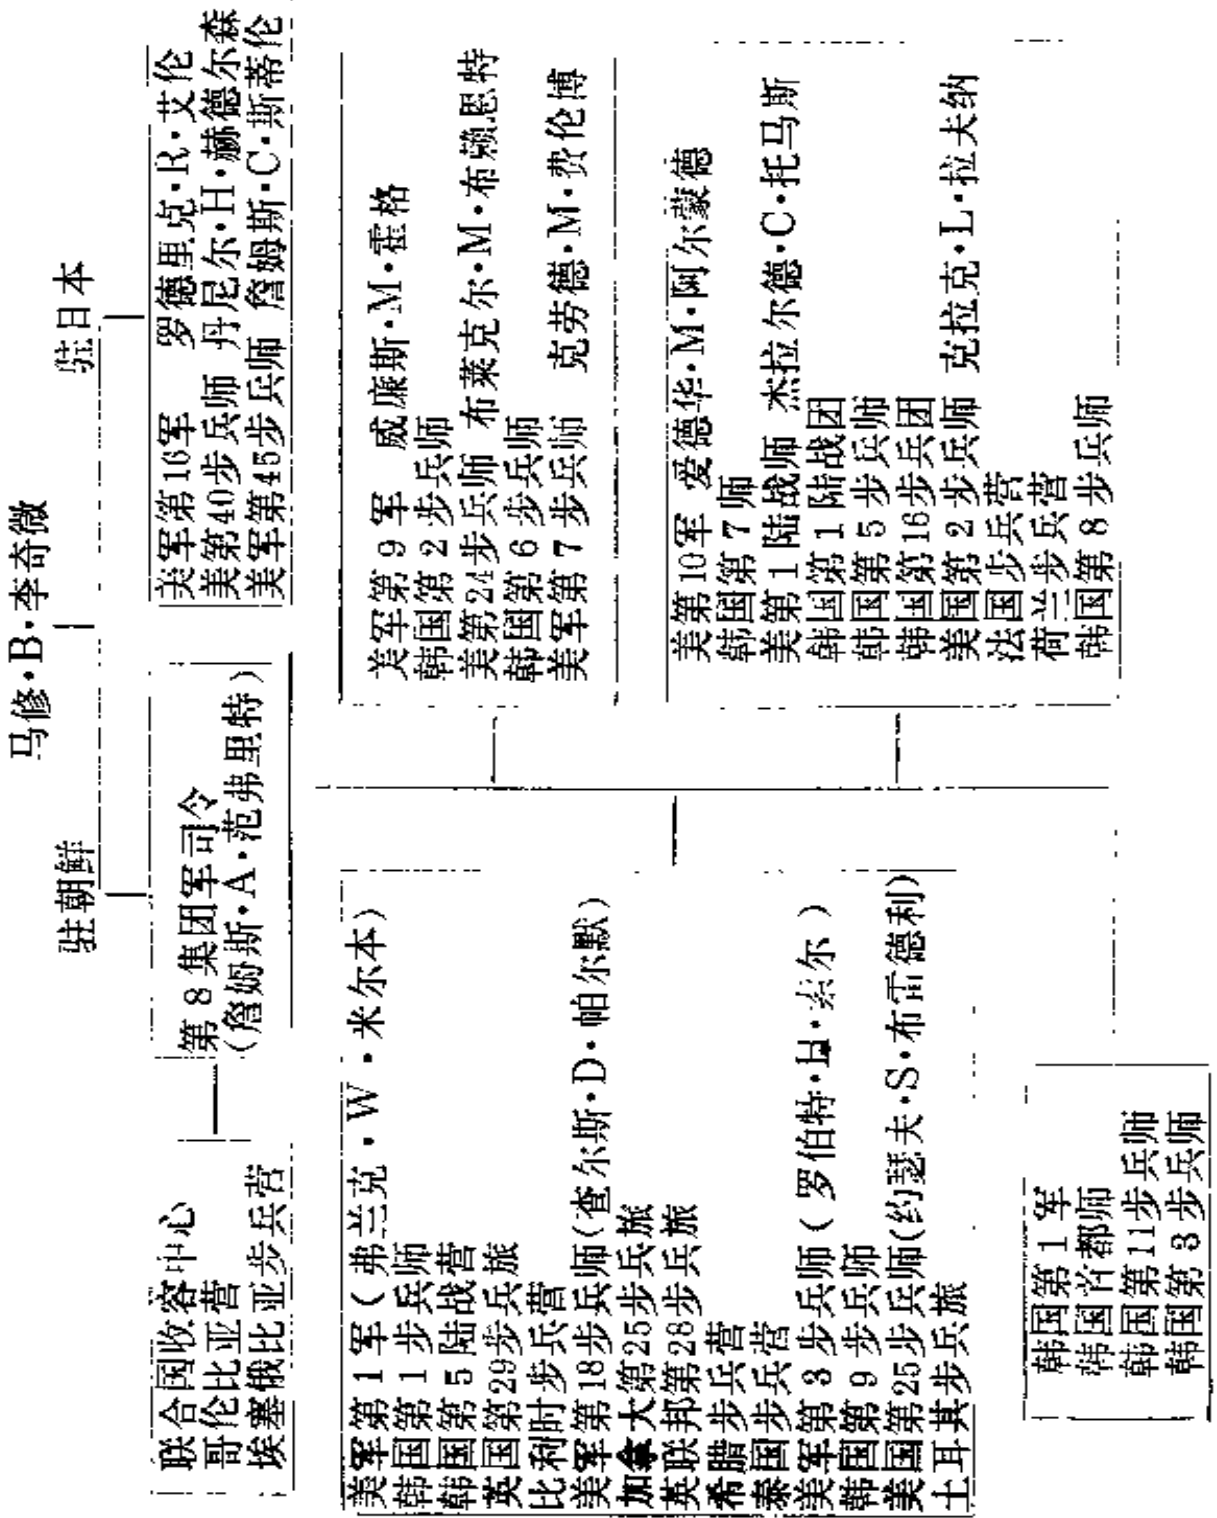 马修·B·李奇微
驻朝鲜
驻日本
第8集团军司令
(詹姆斯·A·范弗里特)
美军第16军 罗德里克·R·艾伦
美第40步兵师 丹尼尔·H·赫德尔森
美军第45步兵师 詹姆斯·C·斯蒂伦
联合国收容中心
哥伦比亚营
埃塞俄比亚步兵营
美军第1军(弗兰克·W·米尔本)
韩国第1步兵师
韩国第5陆战营
英国第29步兵旅
比利时步兵营
美军第18步兵师(查尔斯·D·帕尔默)
加拿大第25步兵旅
英联邦第28步兵旅
希腊步兵营
泰国步兵营
美军第3步兵师(罗伯特·H·索尔)
韩国第9步兵师
美国第25步兵师(约瑟夫·S·布雷德利)
土耳其步兵旅
美军第9军 威廉斯·M·霍格
韩国第2步兵师
美第24步兵师 布莱克尔·M·布赖恩特
韩国第6步兵师
美军第7步兵师 克劳德·M·费伦博
美第10军 爱德华·M·阿尔蒙德
韩国第7师
美第1陆战师 杰拉尔德·C·托马斯
韩国第1陆战团
韩国第5步兵师
韩国第16步兵团
美国第2步兵师 克拉克·L·拉夫纳
法国步兵营
荷兰步兵营
韩国第8步兵师
韩国第1军
韩国首都师
韩国第11步兵师
韩国第3步兵师